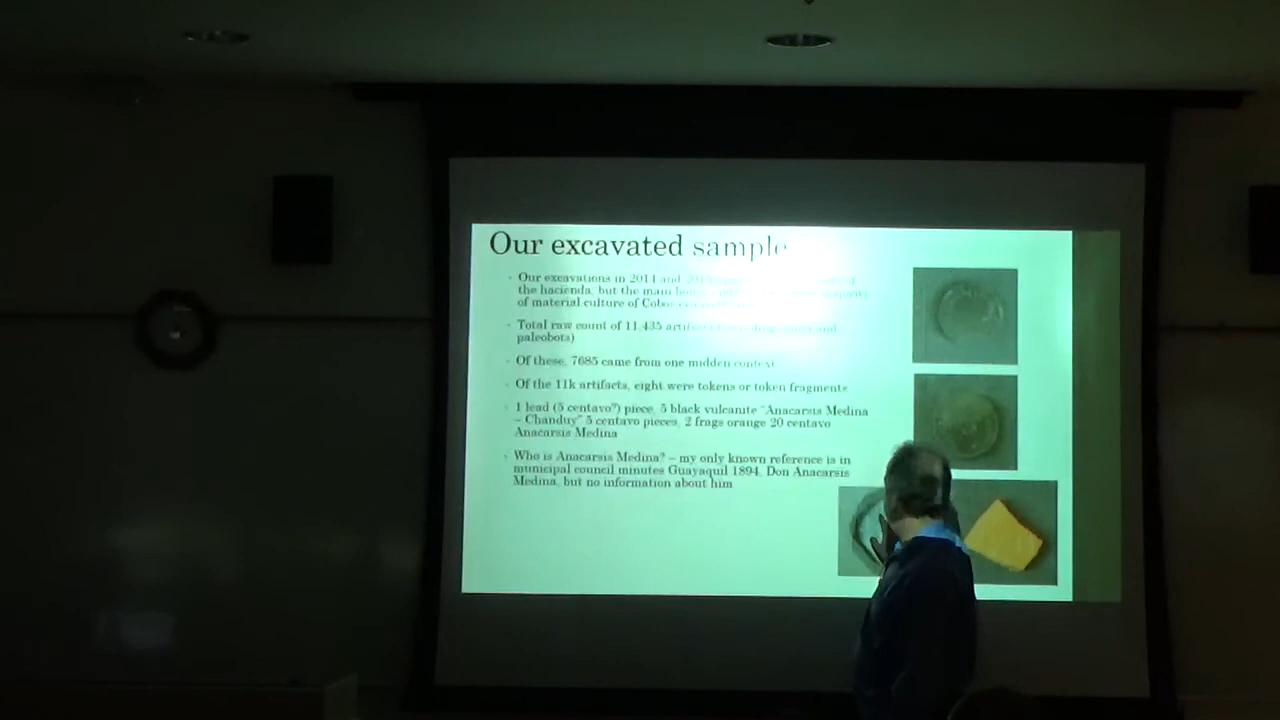 Our excavated sample
Our excavations in 2011 and
the hacienda, but the main
of material culture of
Total raw count of 11,435 and
paleobots)
Of these, 7685 came from one midden context
Of the 11k artifacts, eight were tokens or token fragments
1 lead (5 centavo?) piece, 5 black vulcanite "Anacarsis Medina
– Chanduy" 5 centavo pieces, 2 frags orange 20 centavo
Anacarsis Medina
Who is Anacarsis Medina? – my only known reference is in
municipal council minutes Guayaquil 1894, Don Anacarsis
Medina, but no information about him